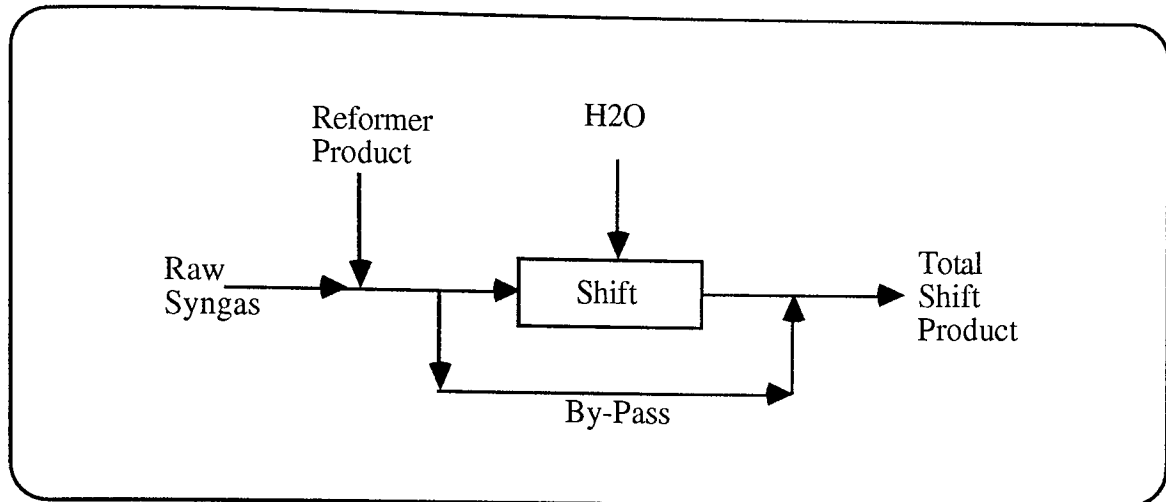 Reformer
Product
H2O
Raw
Syngas
Shift
Total
Shift
Product
By-Pass